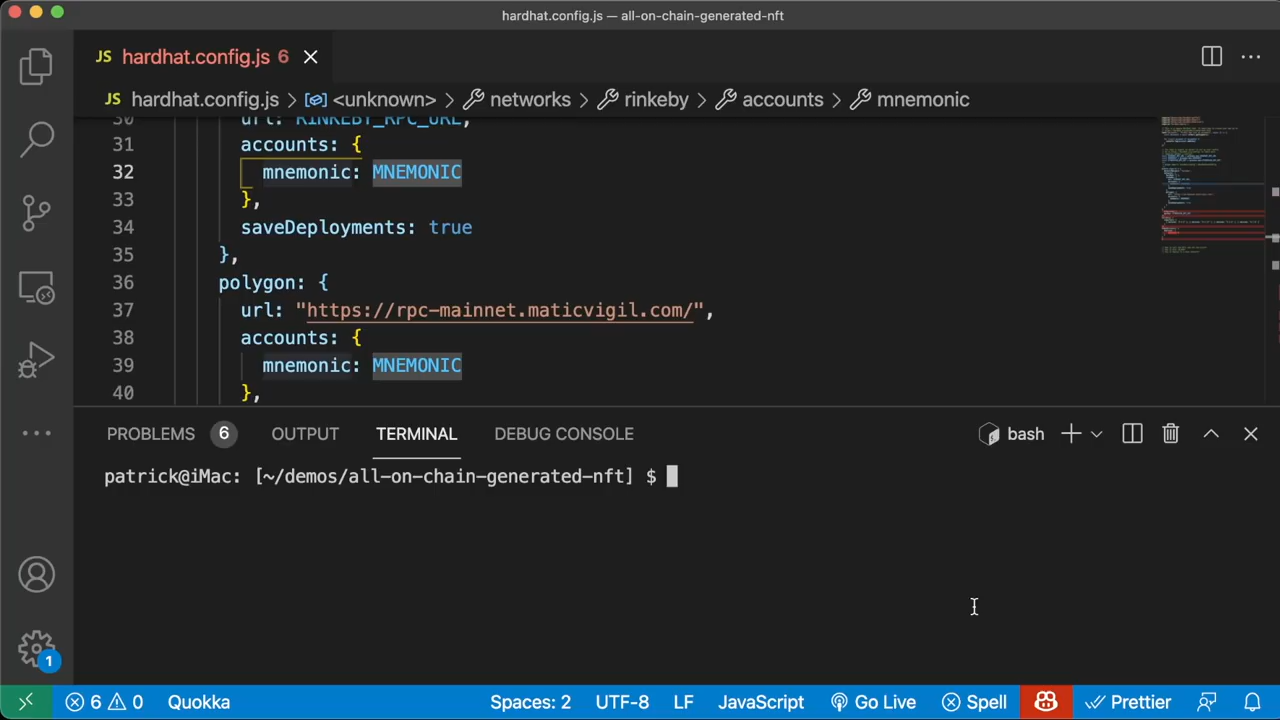 hardhat.config.js — all-on-chain-generated-nft
JS hardhat.config.js 6
JS hardhat.config.js > <unknown> > networks > rinkeby > accounts > mnemonic
30 url: RINKEBY_RPC_URL,
31 accounts: {
32 mnemonic: MNEMONIC
33 },
34 saveDeployments: true
35 },
36 polygon: {
37 url: "https://rpc-mainnet.maticvigil.com/",
38 accounts: {
39 mnemonic: MNEMONIC
40 },
PROBLEMS 6 OUTPUT TERMINAL DEBUG CONSOLE bash
patrick@iMac: [~/demos/all-on-chain-generated-nft] $
1
6 0 Quokka Spaces: 2 UTF-8 LF JavaScript Go Live Spell Prettier